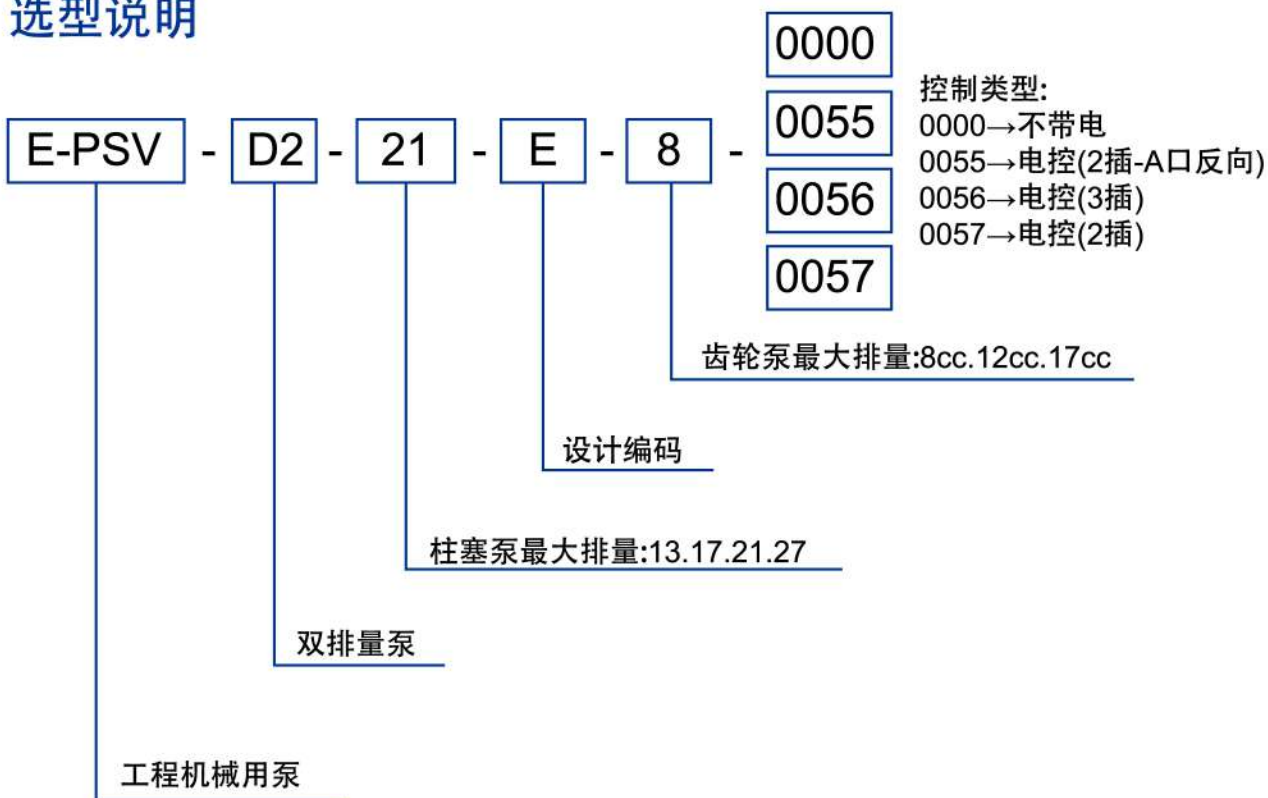 选型说明
E-PSV - D2 - 21 - E - 8 -
0000
0055
0056
0057
控制类型:
0000→不带电
0055→电控(2插-A口反向)
0056→电控(3插)
0057→电控(2插)
齿轮泵最大排量:8cc.12cc.17cc
设计编码
柱塞泵最大排量:13.17.21.27
双排量泵
工程机械用泵